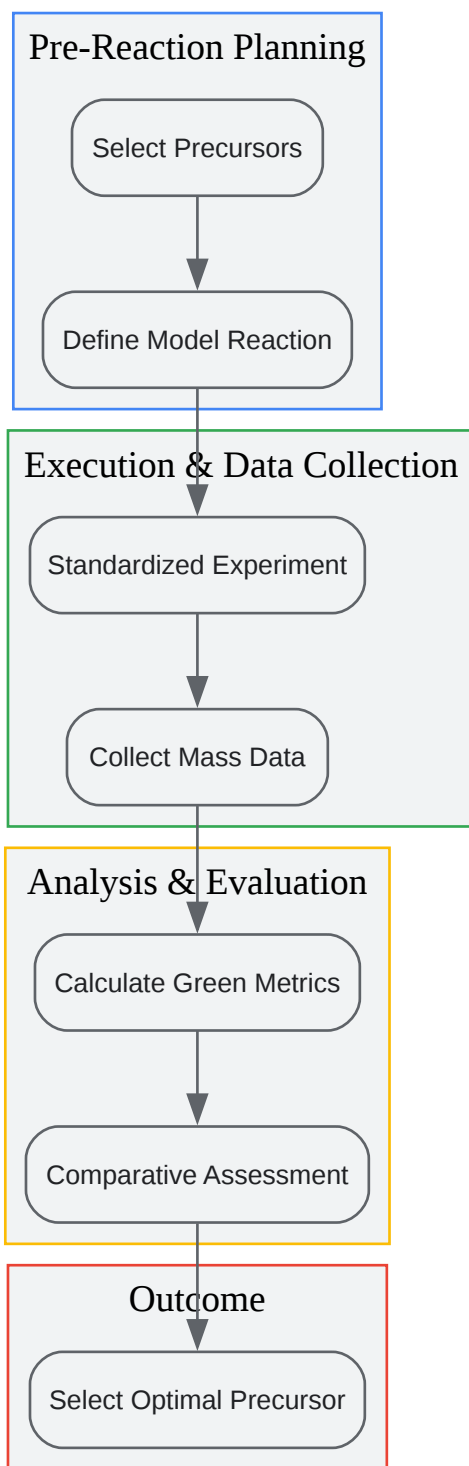 Pre-Reaction Planning
Select Precursors
Define Model Reaction
Execution & Data Collection
Standardized Experiment
Collect Mass Data
Analysis & Evaluation
Calculate Green Metrics
Comparative Assessment
Outcome
Select Optimal Precursor